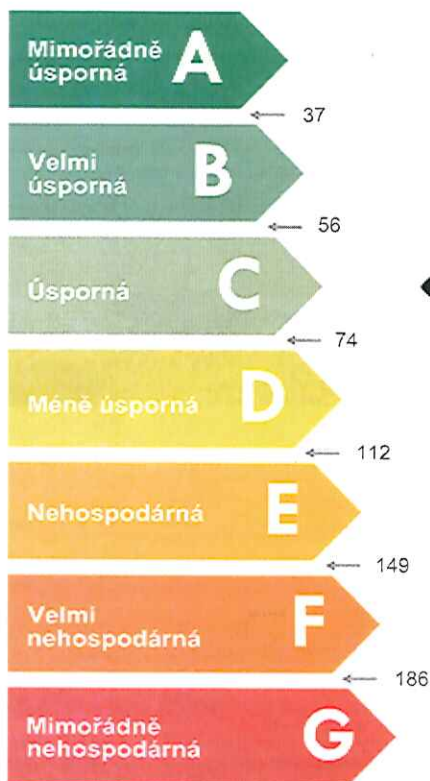 Mimořádně
úsporná
A
37
Velmi
úsporná
B
56
Úsporná
C
74
Méně úsporná
D
112
Nehospodárná
E
149
Velmi
nehospodárná
F
186
Mimořádně
nehospodárná
G